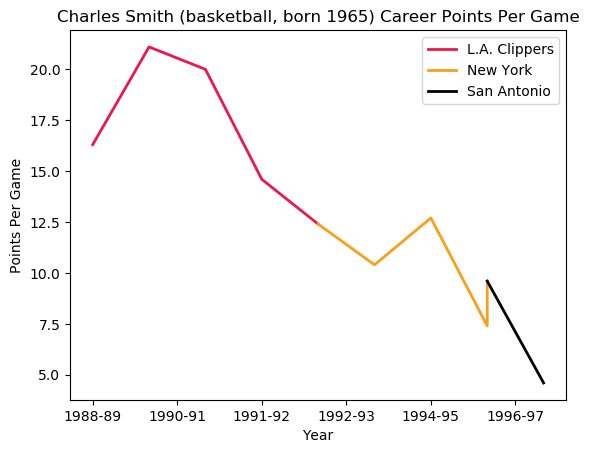 Charles Smith (basketball, born 1965) Career Points Per Game
L.A. Clippers
New York
San Antonio
20.0
17.5
15.0
12.5
10.0
7.5
5.0
Points Per Game
1988-89 1990-91 1991-92 1992-93 1994-95 1996-97
Year